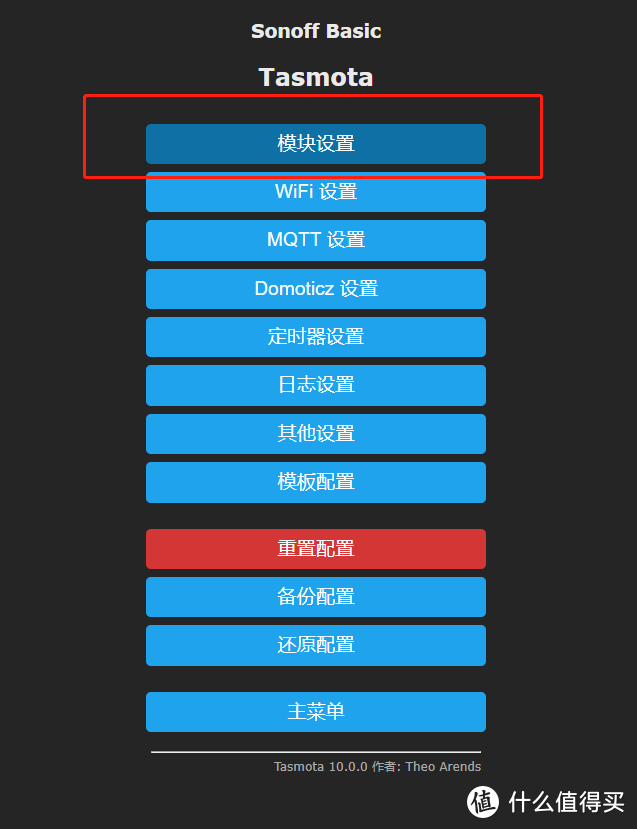 Sonoff Basic
Tasmota
模块设置
WiFi 设置
MQTT 设置
Domoticz 设置
定时器设置
日志设置
其他设置
模板配置
重置配置
备份配置
还原配置
主菜单
Tasmota 10.0.0 作者: Theo Arends
值 什么值得买